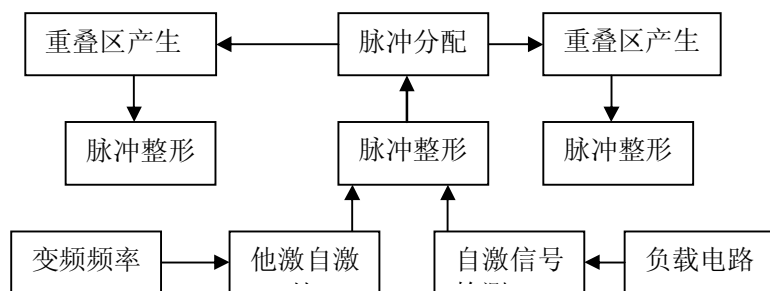 重叠区产生
脉冲分配
重叠区产生
脉冲整形
脉冲整形
脉冲整形
变频频率
他激自激
自激信号
负载电路